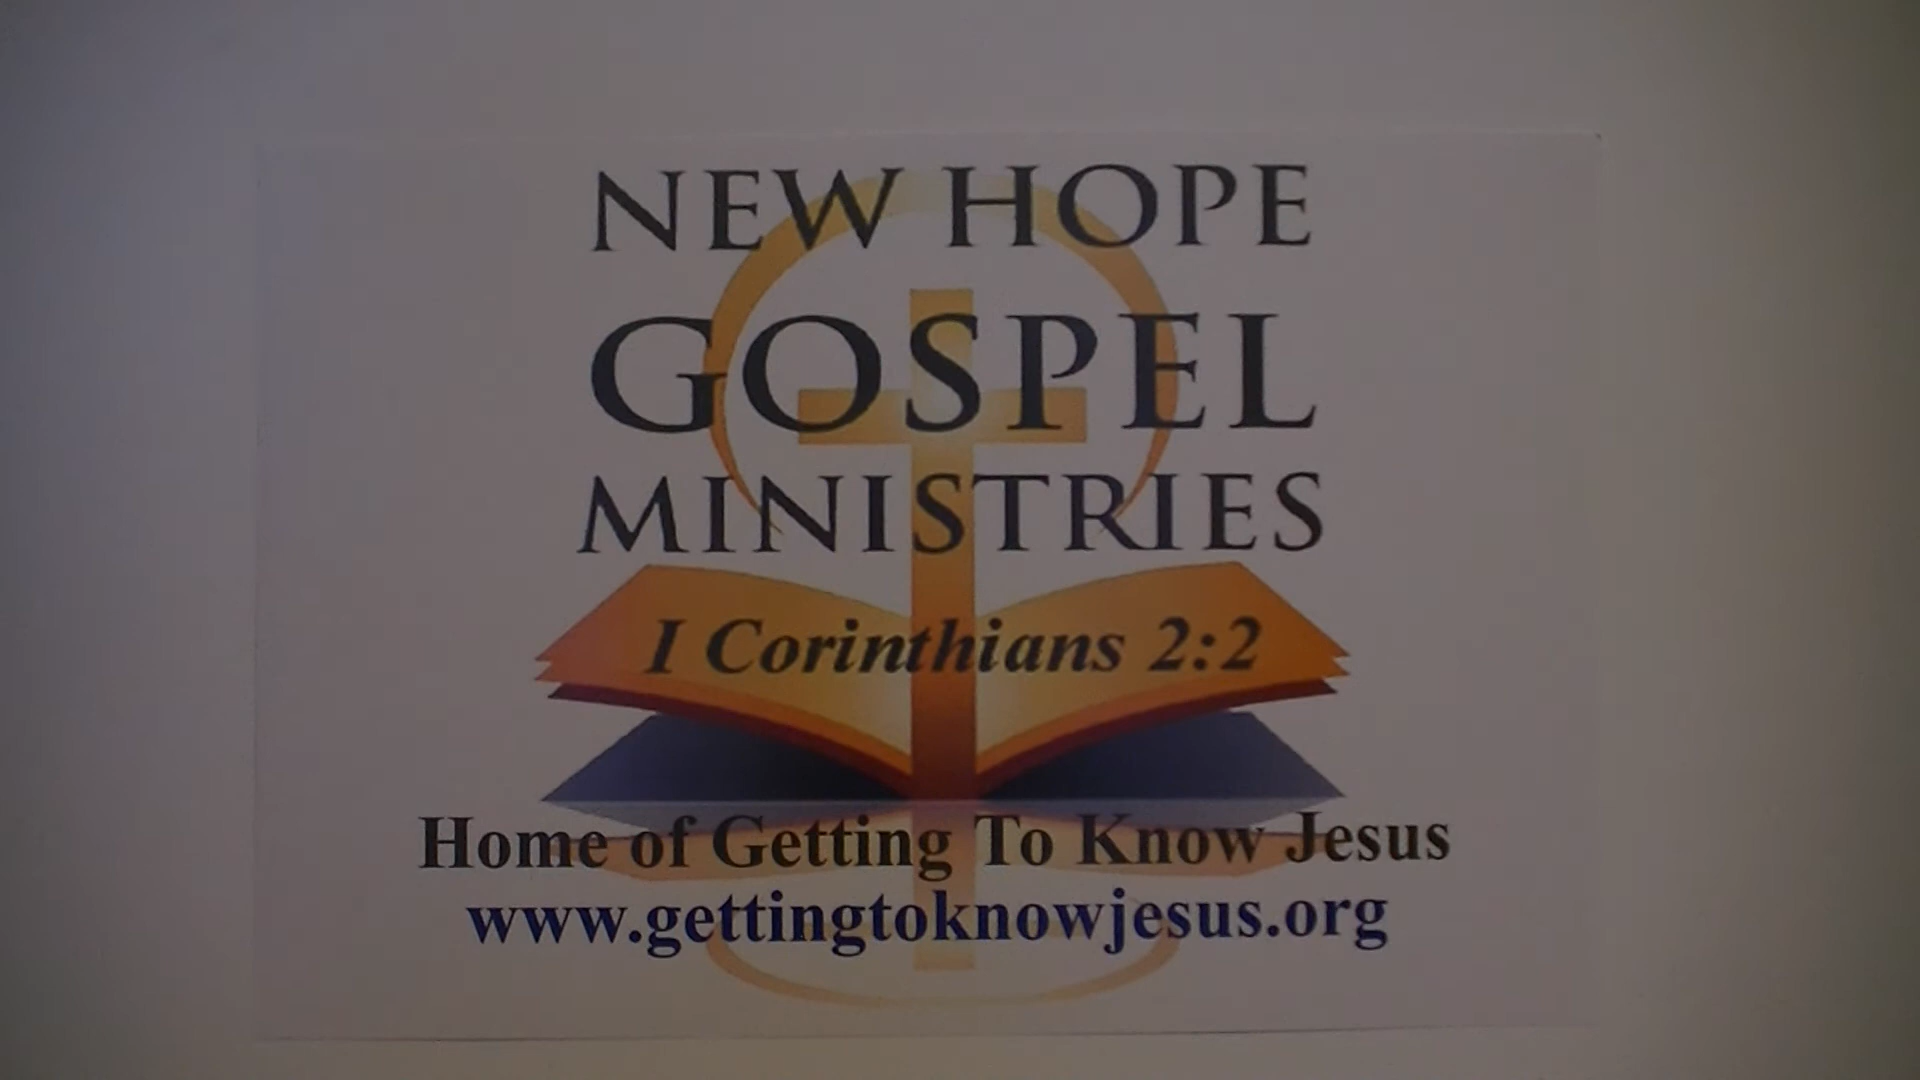 NEW HOPE
GOSPEL
MINISTRIES
I Corinthians 2:2
Home of Getting To Know Jesus
www.gettingtoknowjesus.org